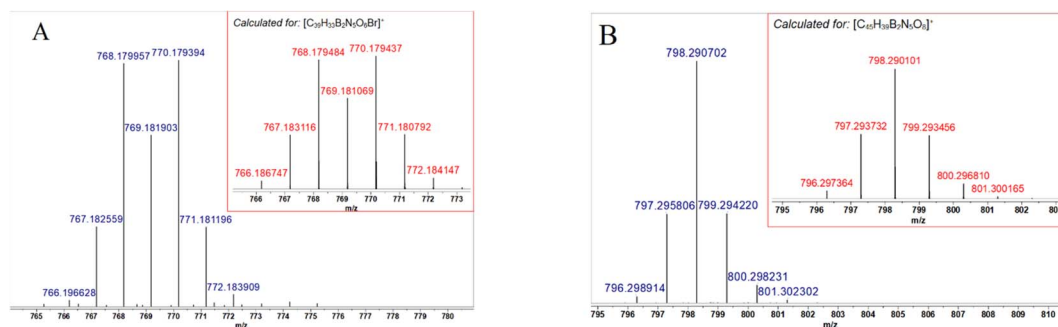 A
Calculated for: [C₃₉H₃₃B₂N₅O₆Br]⁺
768.179957
770.179394
769.181903
767.182559
771.181196
766.196628
772.183909
765 766 767 768 769 770 771 772 773 774 775 776 777 778 779 780
m/z
768.179484
770.179437
769.181069
767.183116
771.180792
766.186747
772.184147
766 767 768 769 770 771 772 773
m/z
B
Calculated for: [C₄₅H₃₉B₂N₅O₈]⁺
798.290702
797.295806
799.294220
800.298231
796.298914
801.302302
795 796 797 798 799 800 801 802 803 804 805 806 807 808 809 810
m/z
798.290101
797.293732
799.293456
800.296810
796.297364
801.300165
795 796 797 798 799 800 801 802
m/z